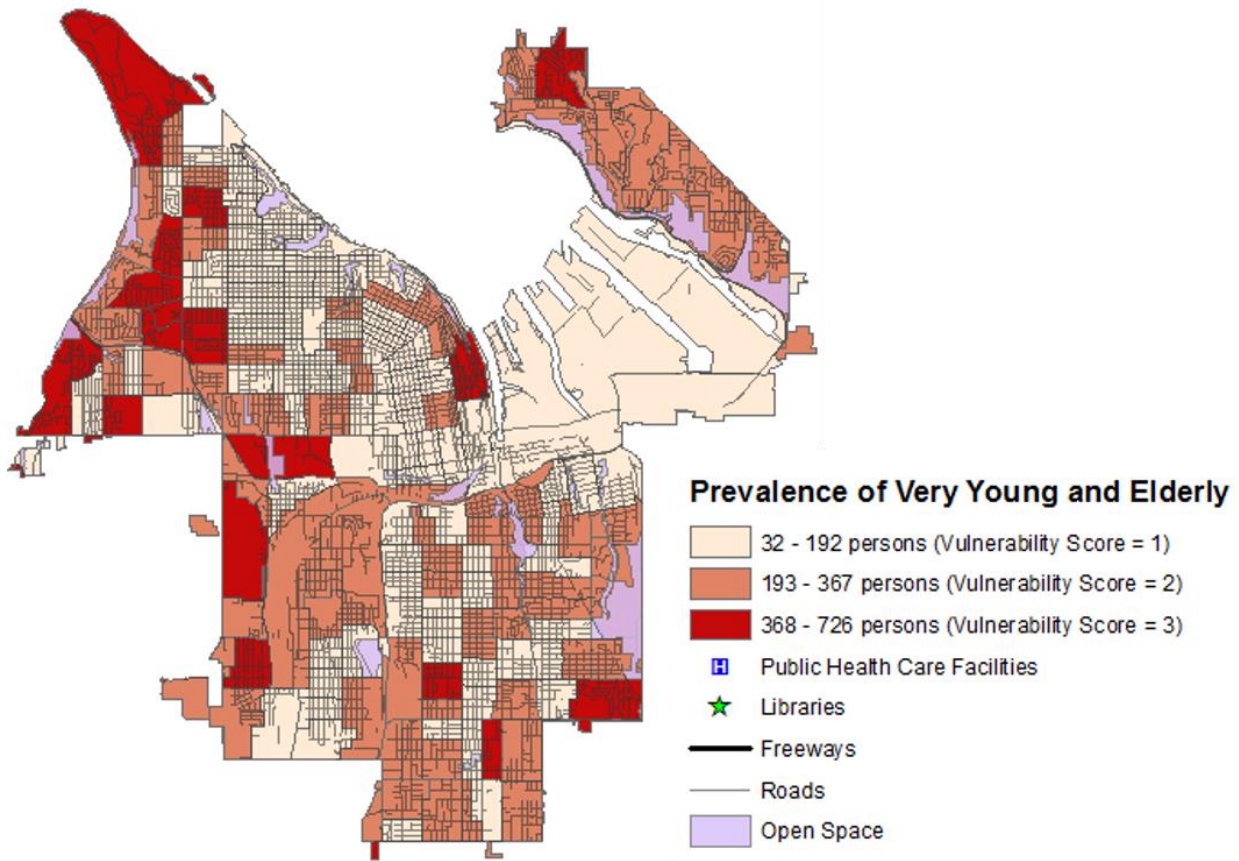 Prevalence of Very Young and Elderly
32 - 192 persons (Vulnerability Score = 1)
193 - 367 persons (Vulnerability Score = 2)
368 - 726 persons (Vulnerability Score = 3)
H Public Health Care Facilities
Libraries
Freeways
Roads
Open Space